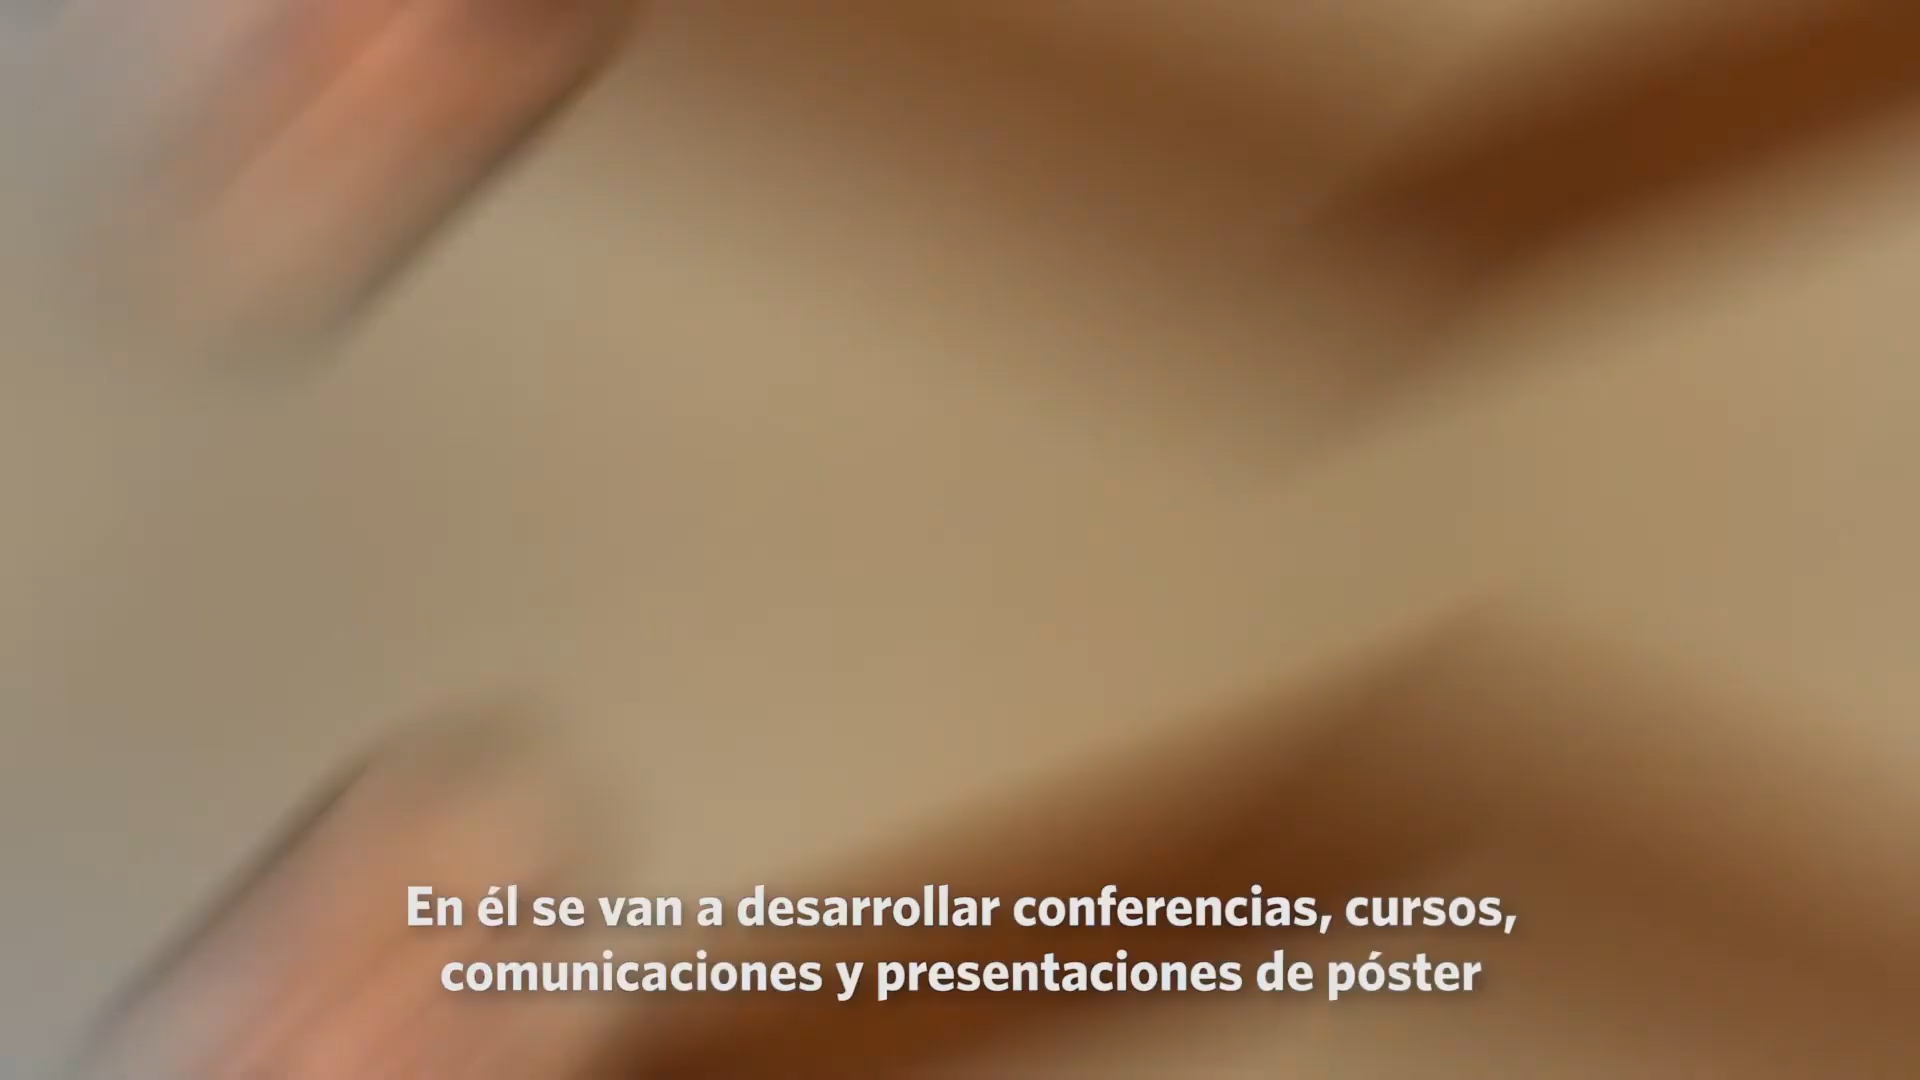 En él se van a desarrollar conferencias, cursos,
comunicaciones y presentaciones de póster